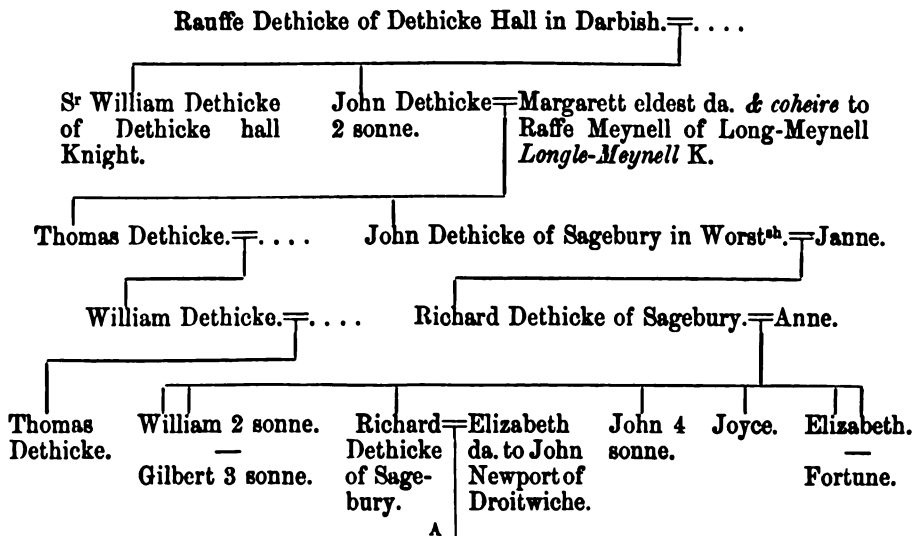 Rauffe Dethicke of Dethicke Hall in Darbish.=....
Sr William Dethicke
of Dethicke hall
Knight.
John Dethicke=Margarett eldest da. & coheire to
2 sonne.
Raffe Meynell of Long-Meynell
Longle-Meynell K.
Thomas Dethicke.=....
John Dethicke of Sagebury in Worstsh.=Janne.
William Dethicke.=....
Richard Dethicke of Sagebury.=Anne.
Thomas
Dethicke.
William 2 sonne.
—
Gilbert 3 sonne.
Richard=Elizabeth
Dethicke
of Sage-
bury.
da. to John
Newport of
Droitwiche.
John 4
sonne.
Joyce.
Elizabeth.
—
Fortune.
A